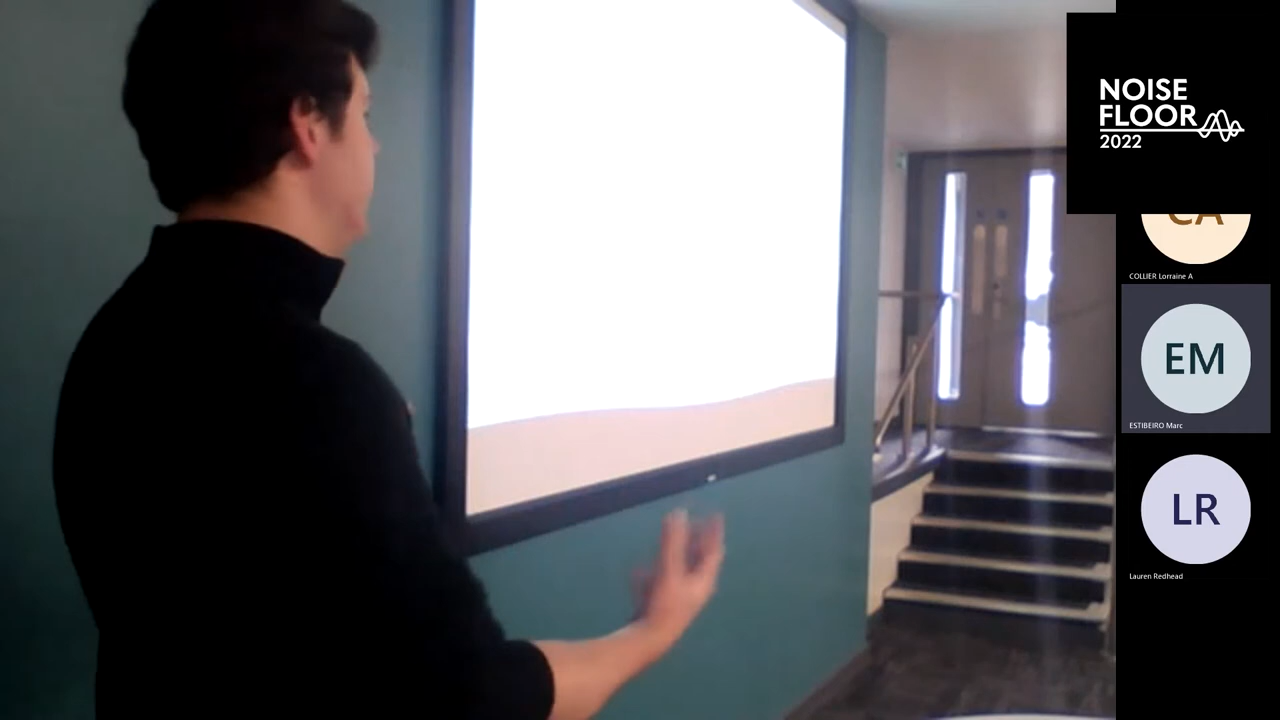 NOISE
FLOOR
2022
CA
COLLIER Lorraine A
EM
ESTIBEIRO Marc
LR
Lauren Redhead